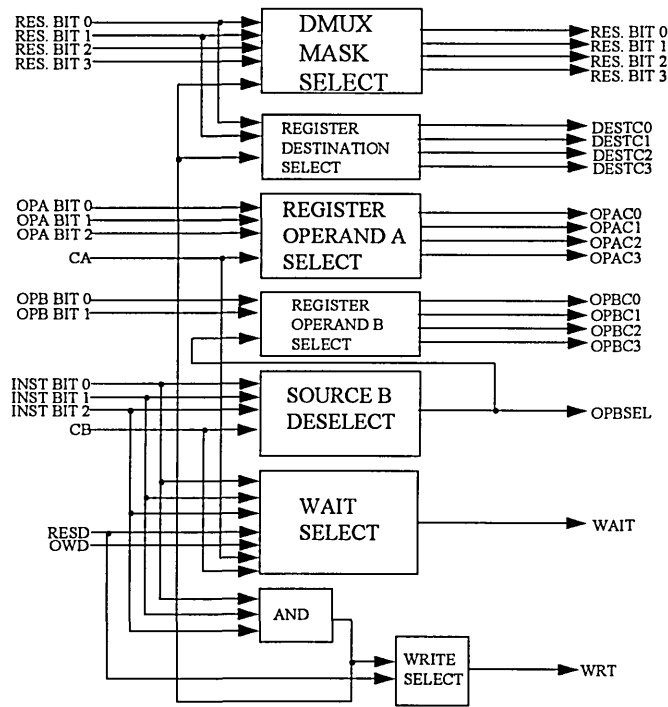 RES. BIT 0
RES. BIT 1
RES. BIT 2
RES. BIT 3
DMUX
MASK
SELECT
RES. BIT 0
RES. BIT 1
RES. BIT 2
RES. BIT 3
REGISTER
DESTINATION
SELECT
DESTC0
DESTC1
DESTC2
DESTC3
OPA BIT 0
OPA BIT 1
OPA BIT 2
CA
REGISTER
OPERAND A
SELECT
OPAC0
OPAC1
OPAC2
OPAC3
OPB BIT 0
OPB BIT 1
REGISTER
OPERAND B
SELECT
OPBC0
OPBC1
OPBC2
OPBC3
INST BIT 0
INST BIT 1
INST BIT 2
CB
SOURCE B
DESELECT
OPBSEL
RESD
OWD
WAIT
SELECT
WAIT
AND
WRITE
SELECT
WRT